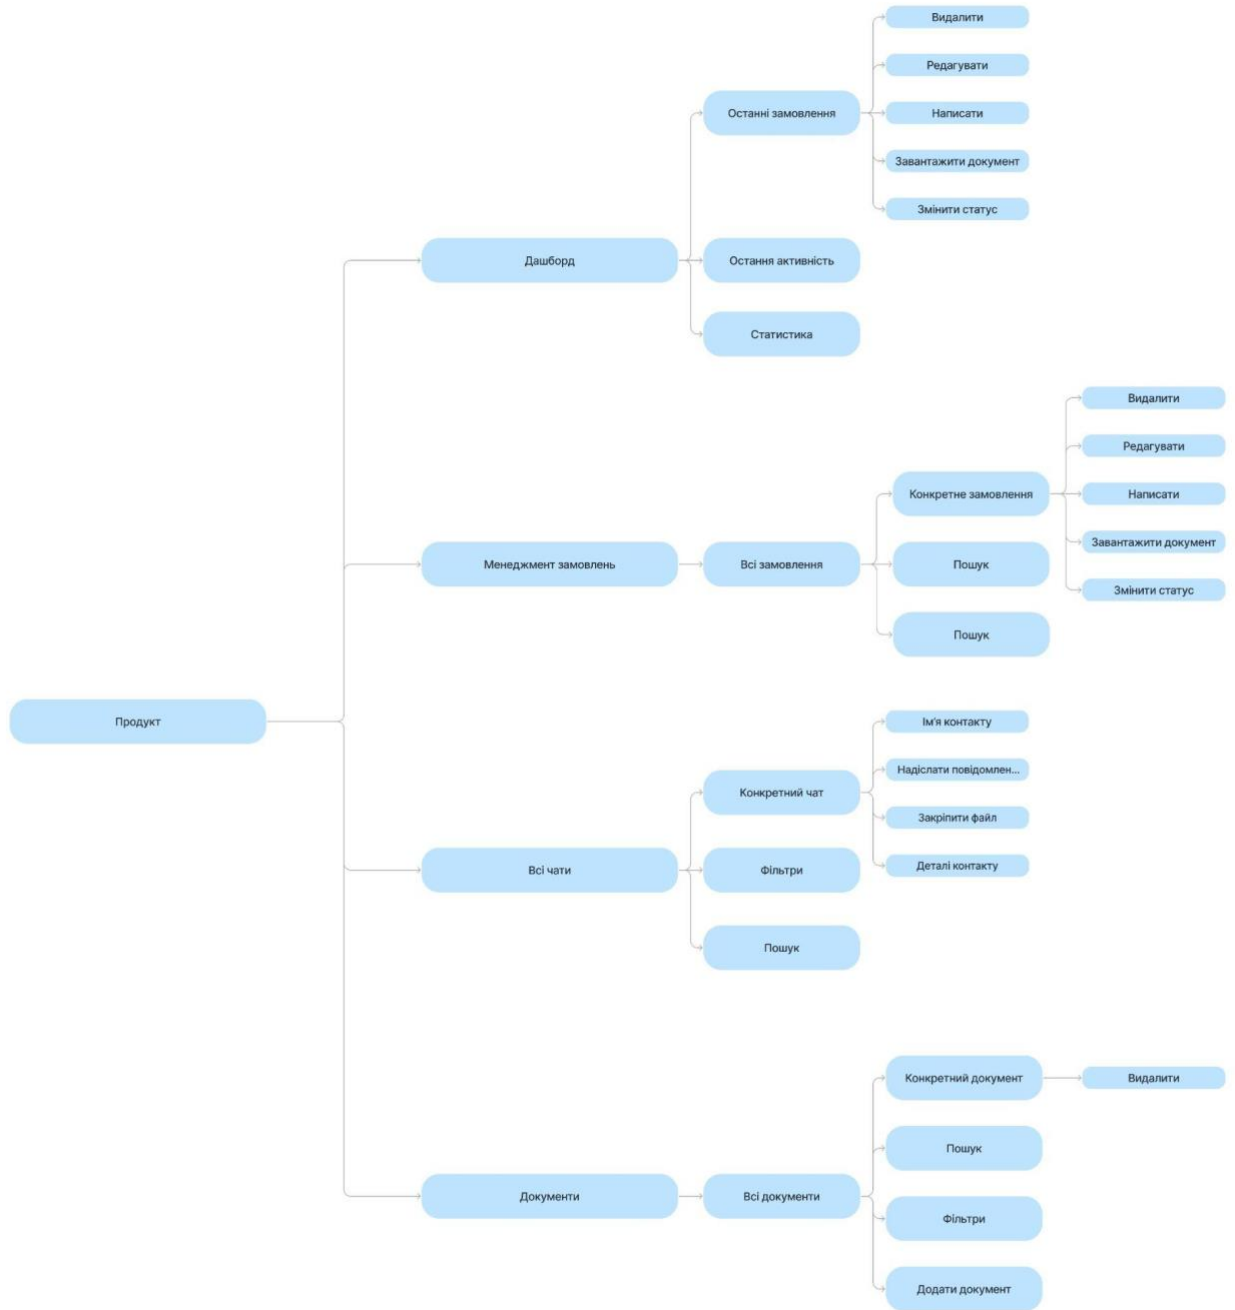 Видалити
Редагувати
Останні замовлення
Написати
Завантажити документ
Змінити статус
Дашборд
Остання активність
Статистика
Видалити
Редагувати
Конкретне замовлення
Написати
Завантажити документ
Менеджмент замовлень
Всі замовлення
Пошук
Змінити статус
Пошук
Продукт
Ім'я контакту
Надіслати повідомлен...
Конкретний чат
Закріпити файл
Всі чати
Фільтри
Деталі контакту
Пошук
Конкретний документ
Видалити
Пошук
Документи
Всі документи
Фільтри
Додати документ